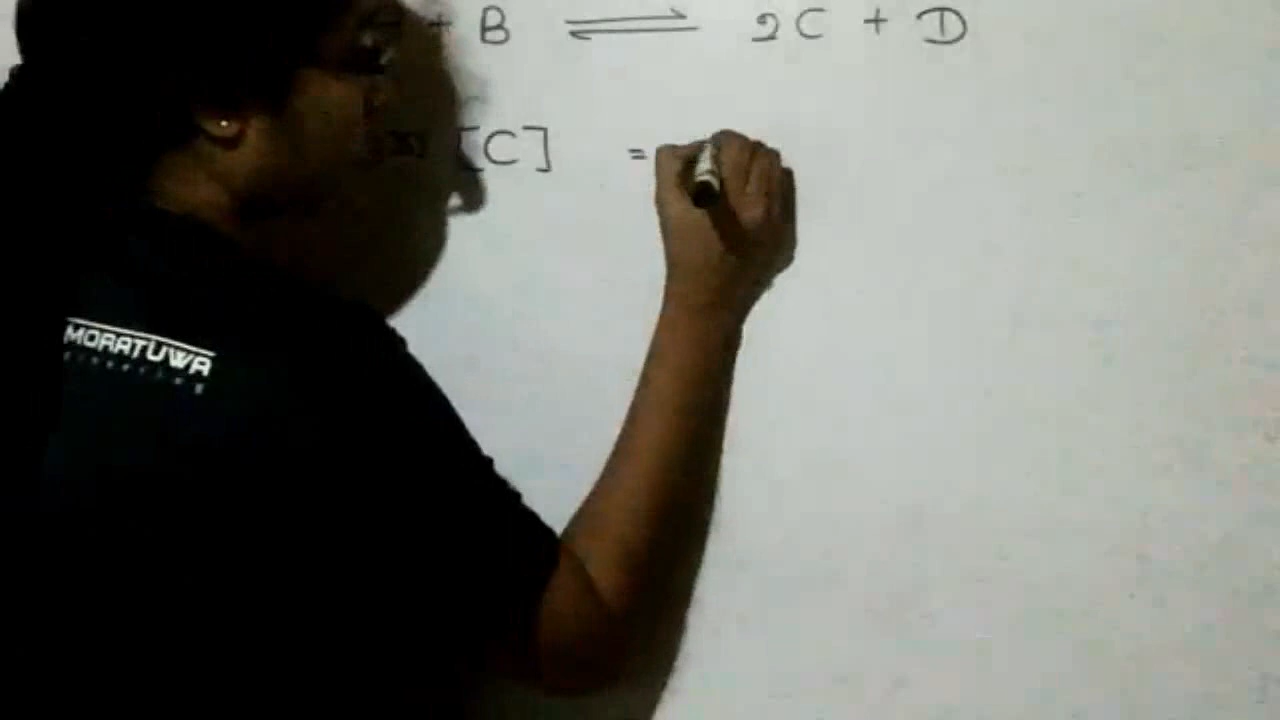 + B ⇌ 2C + D
[C] =
MORATUWA